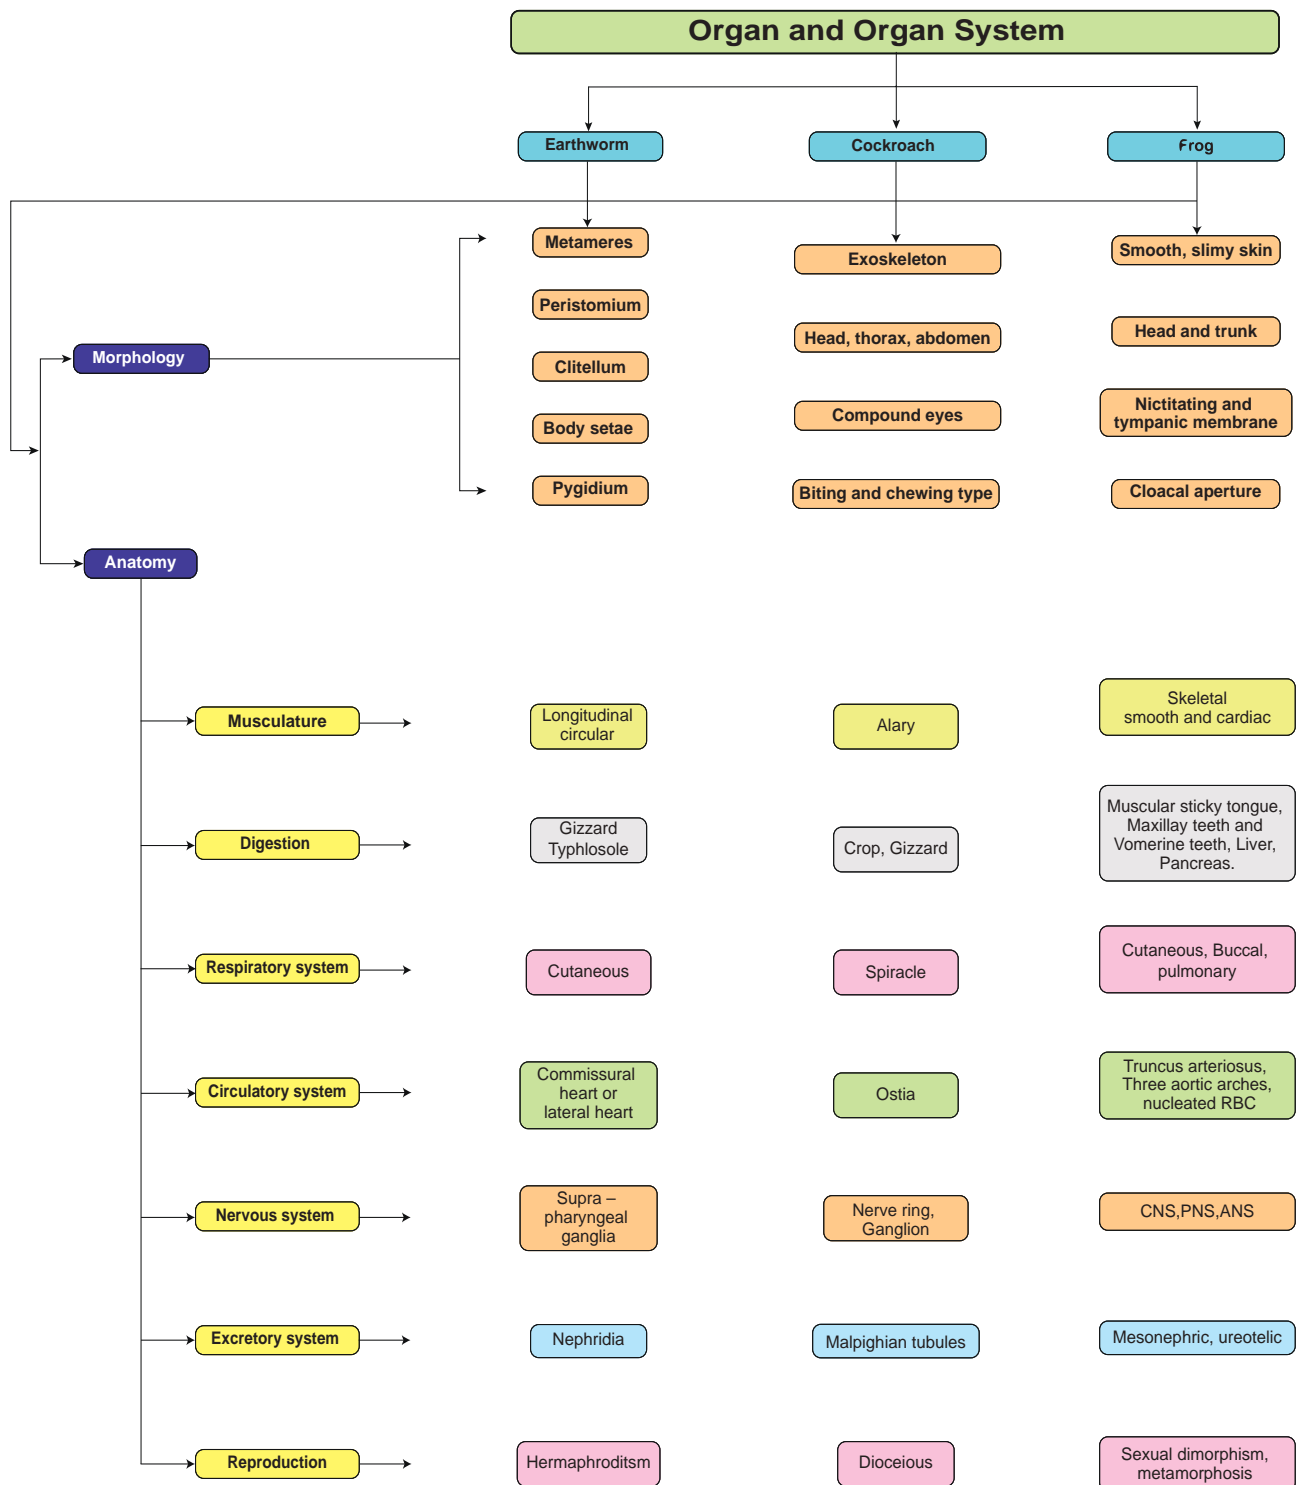 Organ and Organ System
Earthworm
Cockroach
Frog
Metameres
Exoskeleton
Smooth, slimy skin
Peristomium
Head, thorax, abdomen
Head and trunk
Morphology
Clitellum
Compound eyes
Nictitating and
tympanic membrane
Body setae
Pygidium
Biting and chewing type
Cloacal aperture
Anatomy
Musculature
Longitudinal
circular
Alary
Skeletal
smooth and cardiac
Digestion
Gizzard
Typhlosole
Crop, Gizzard
Muscular sticky tongue,
Maxillay teeth and
Vomerine teeth, Liver,
Pancreas.
Respiratory system
Cutaneous
Spiracle
Cutaneous, Buccal,
pulmonary
Circulatory system
Commissural
heart or
lateral heart
Ostia
Truncus arteriosus,
Three aortic arches,
nucleated RBC
Nervous system
Supra –
pharyngeal
ganglia
Nerve ring,
Ganglion
CNS,PNS,ANS
Excretory system
Nephridia
Malpighian tubules
Mesonephric, ureotelic
Reproduction
Hermaphroditsm
Dioceious
Sexual dimorphism,
metamorphosis